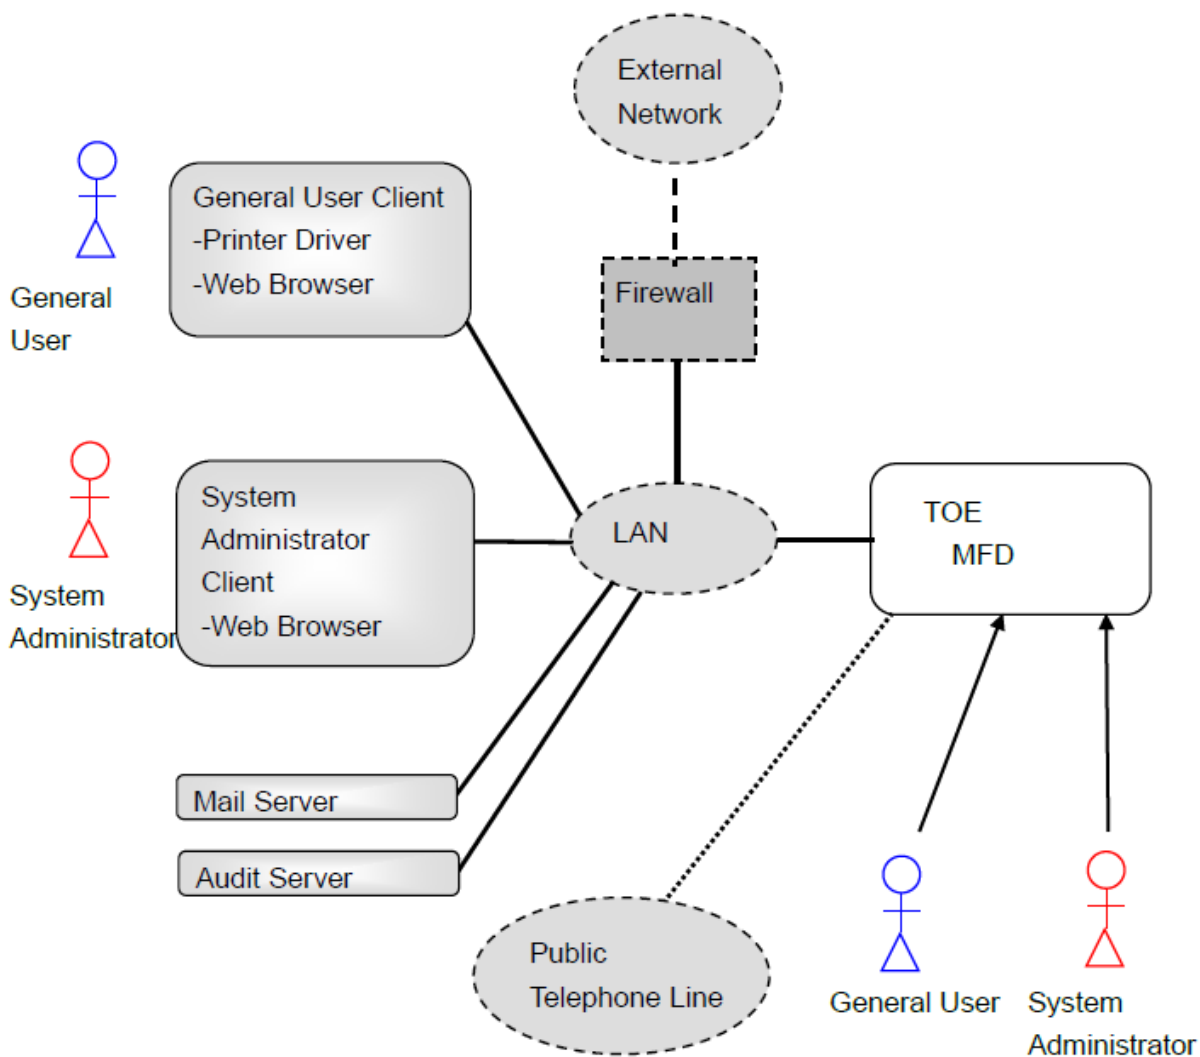 External
Network
General User Client
-Printer Driver
-Web Browser
General
User
Firewall
System
Administrator
Client
-Web Browser
System
Administrator
LAN
TOE
MFD
Mail Server
Audit Server
Public
Telephone Line
General User
System
Administrator